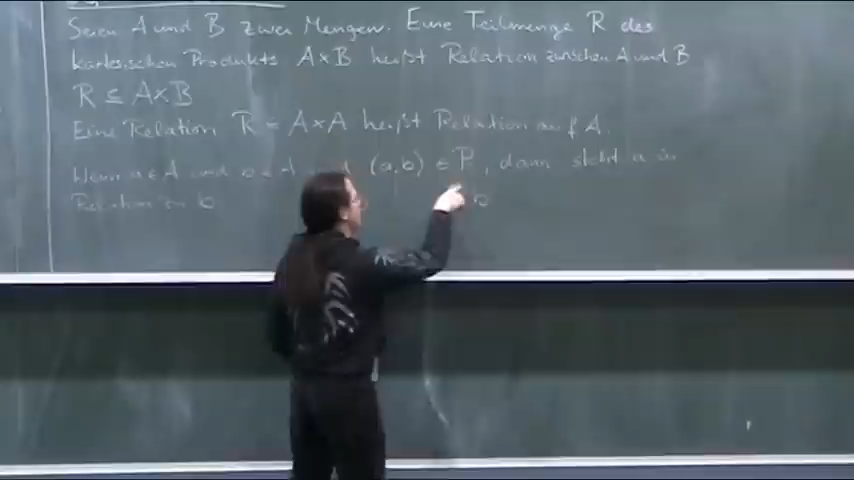 Seien A und B zwei Mengen. Eine Teilmenge R des
kartesischen Produkts A×B heißt Relation zwischen A und B
R ⊆ A×B
Eine Relation R ⊆ A×A heißt Relation auf A.
Wenn a ∈ A und (a,b) ∈ R, dann steht a in
Relation zu b b